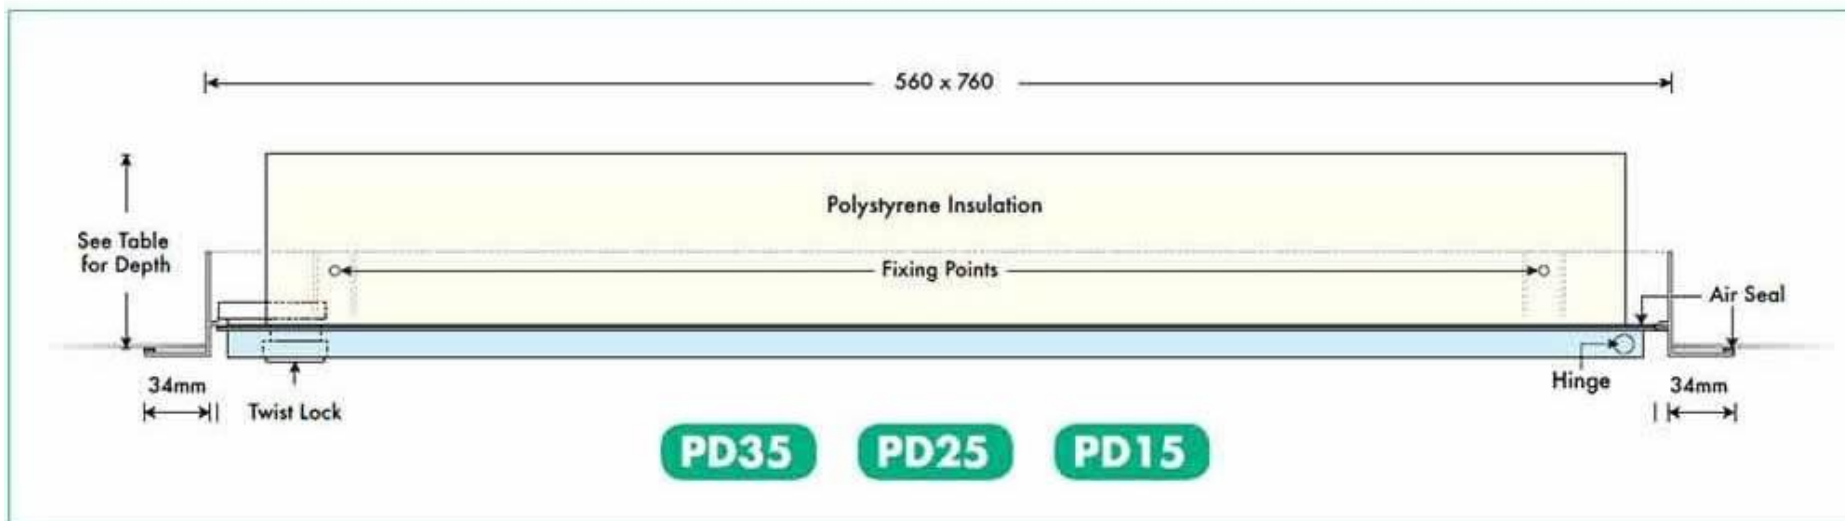 560 x 760
Polystyrene Insulation
See Table
for Depth
Fixing Points
Air Seal
34mm
Twist Lock
Hinge
34mm
PD35 PD25 PD15